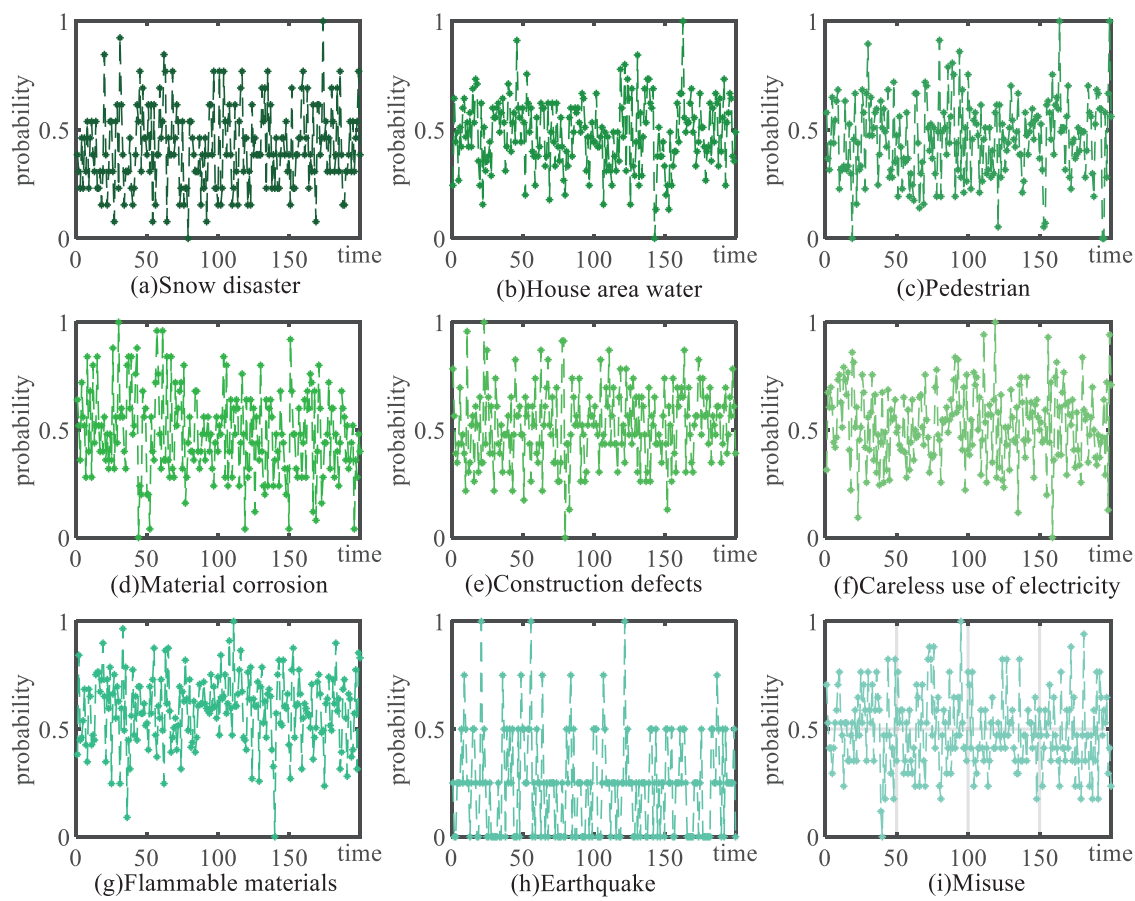 1 1 1
probability probability probability
0.5 0.5 0.5
0 0 0
0 50 100 150 time 0 50 100 150 time 0 50 100 150 time
(a)Snow disaster (b)House area water (c)Pedestrian
1 1 1
probability probability probability
0.5 0.5 0.5
0 0 0
0 50 100 150 time 0 50 100 150 time 0 50 100 150 time
(d)Material corrosion (e)Construction defects (f)Careless use of electricity
1 1 1
probability probability probability
0.5 0.5 0.5
0 0 0
0 50 100 150 time 0 50 100 150 time 0 50 100 150 time
(g)Flammable materials (h)Earthquake (i)Misuse